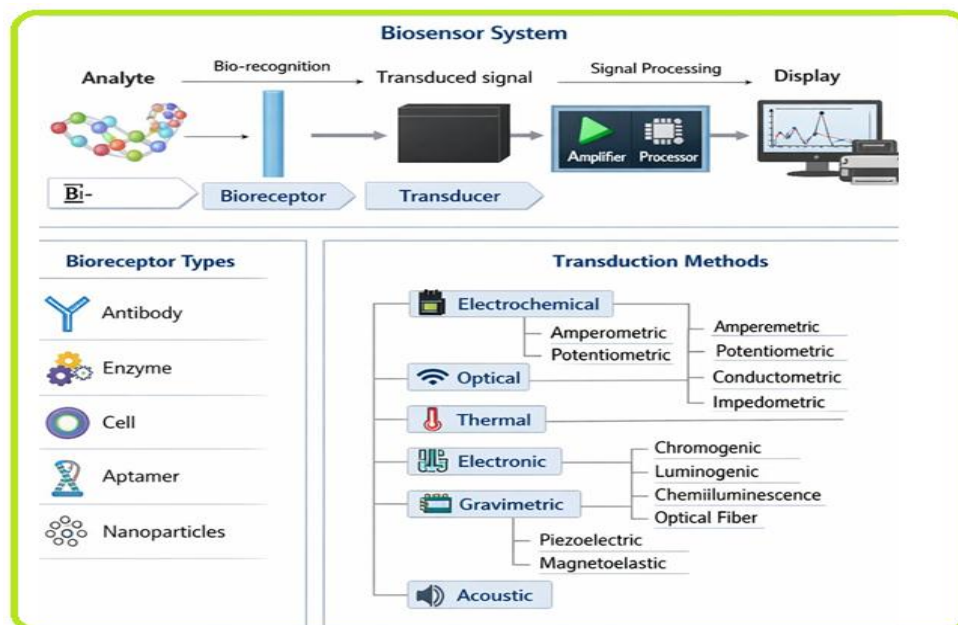 Biosensor System
Analyte
Bio-recognition
Transduced signal
Signal Processing
Display
Amplifier
Processor
Bioreceptor
Transducer
Bioreceptor Types
Antibody
Enzyme
Cell
Aptamer
Nanoparticles
Transduction Methods
Electrochemical
Amperometric
Potentiometric
Amperemetric
Potentiometric
Conductometric
Impedometric
Optical
Thermal
Electronic
Chromogenic
Luminogenic
Chemiiluminescence
Optical Fiber
Gravimetric
Piezoelectric
Magnetoelastic
Acoustic